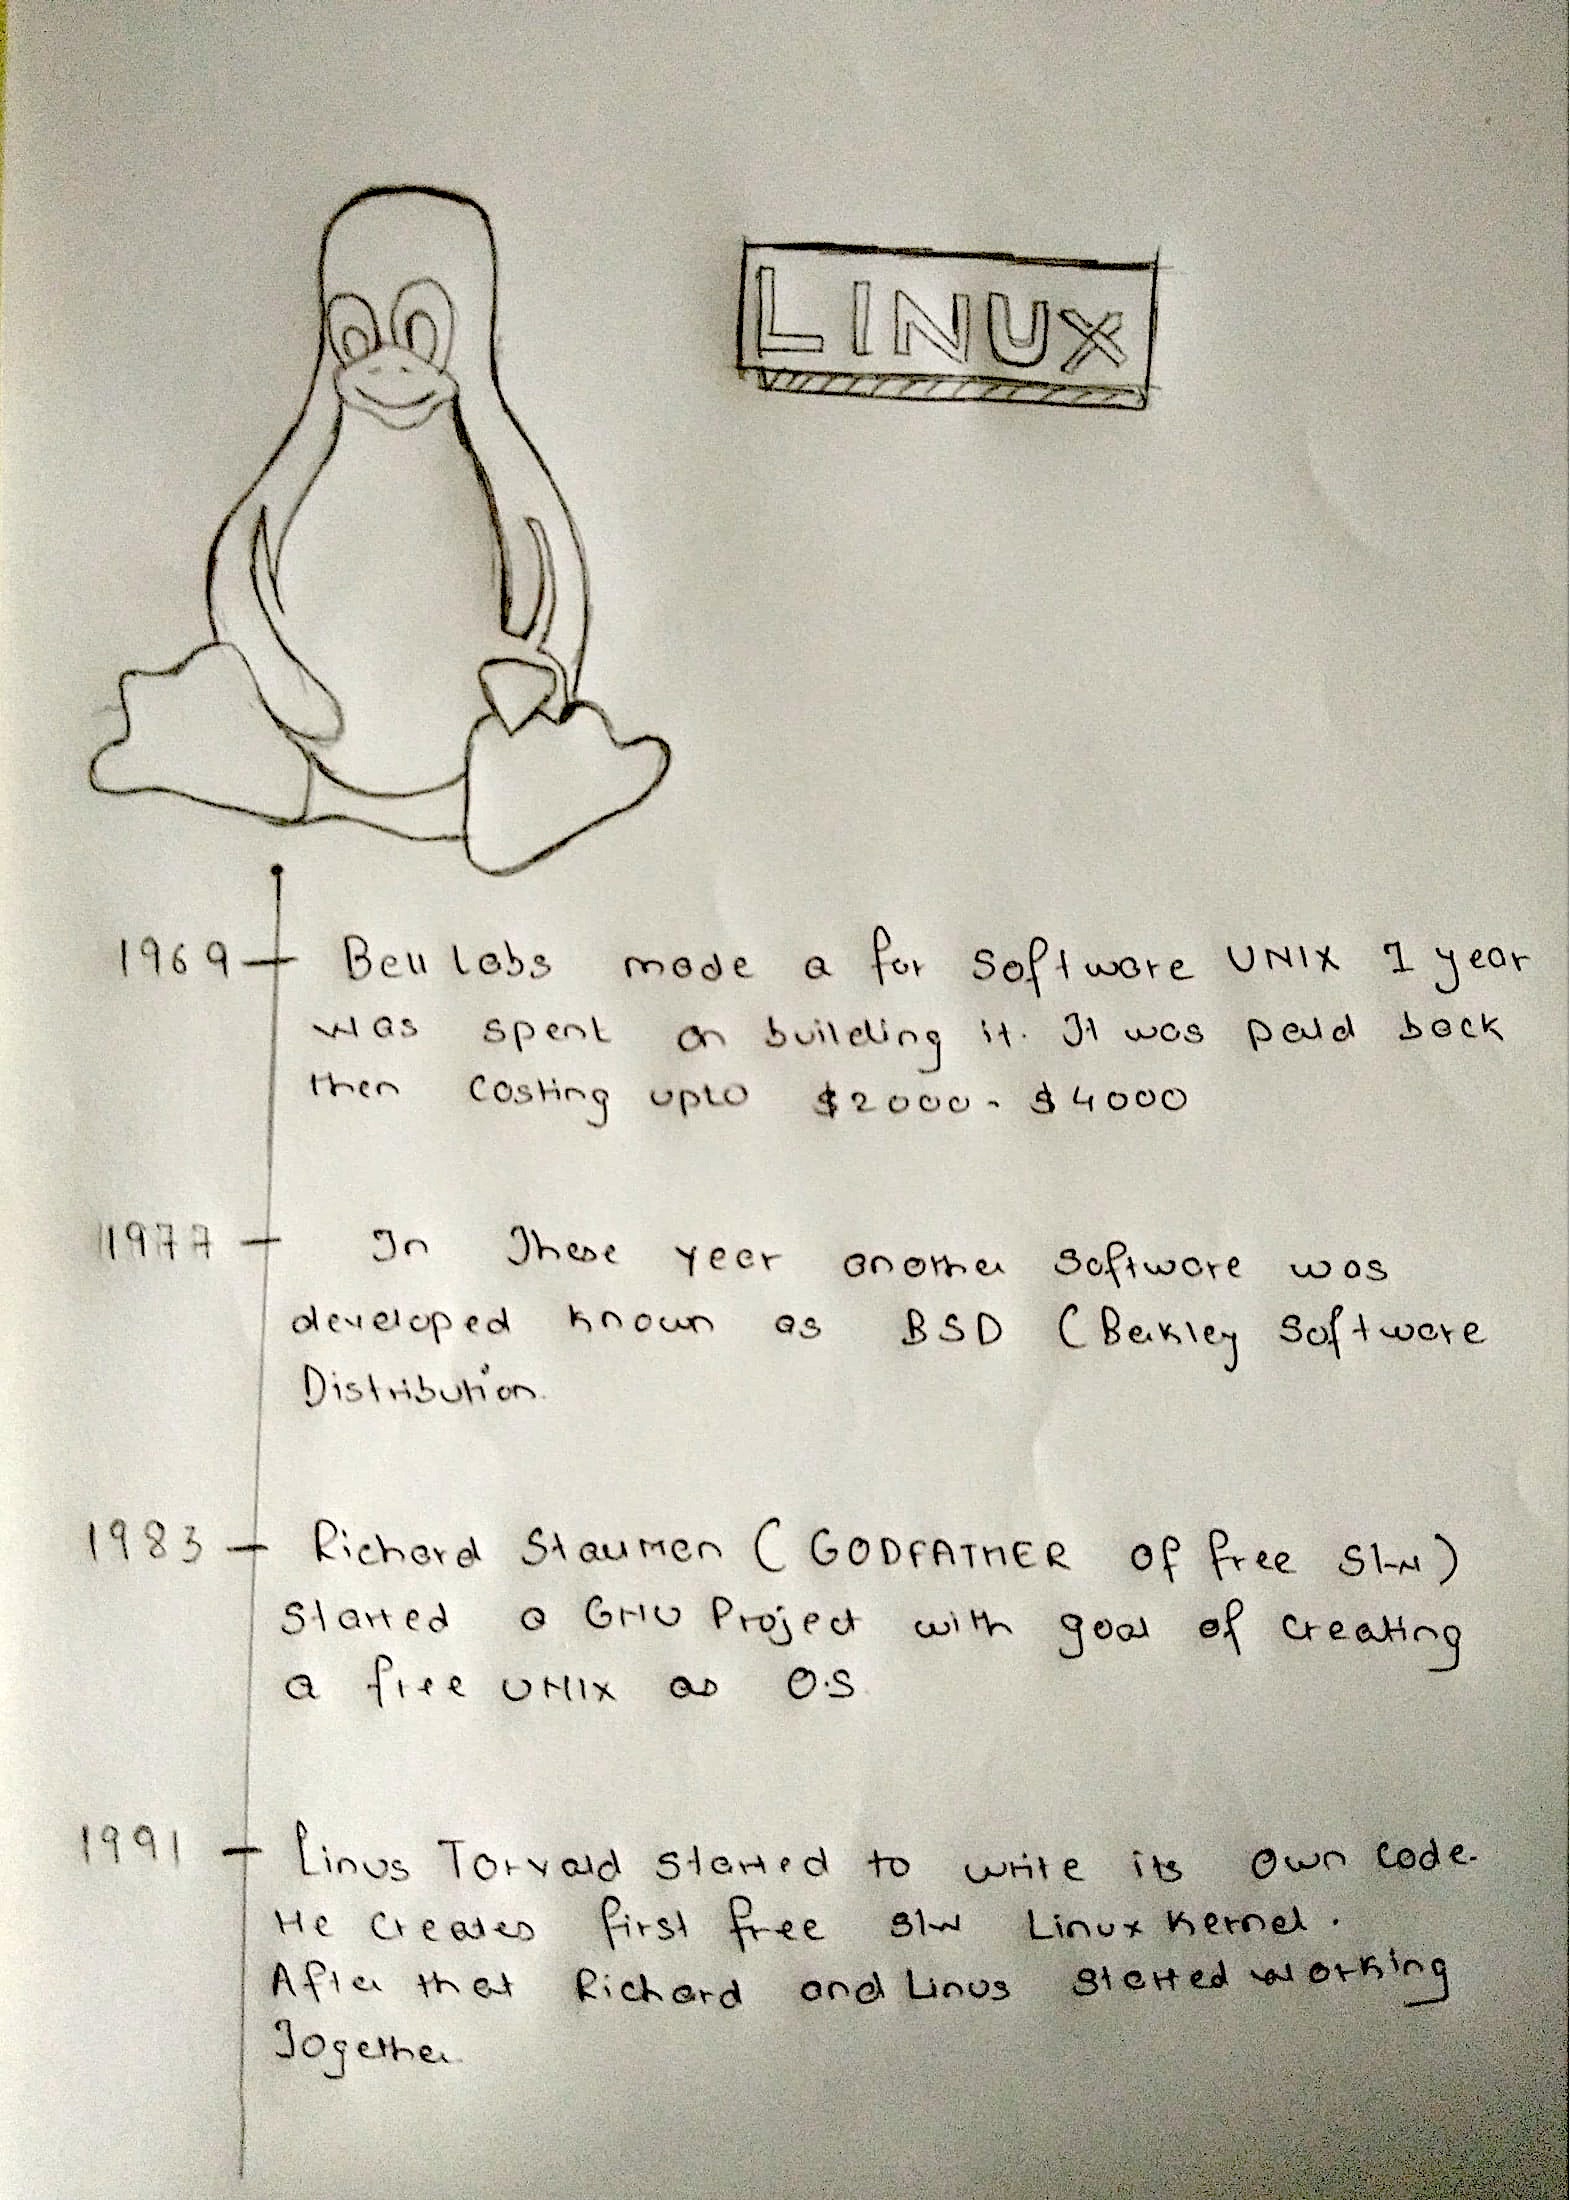 LINUX
1969 Bell Labs made a for Software UNIX 1 year
was spent on building it. It was paid back
then costing upto $2000 - $4000
1977 In These year another software was
developed known as BSD (Berkley Software
Distribution.
1983 Richard Stallmen (GODFATHER of free S/W)
started a GNU Project with goal of creating
a free UNIX as O.S.
1991 Linus Torvald started to write its own code.
He creates first free S/W Linux Kernel.
After that Richard and Linus started working
Together.